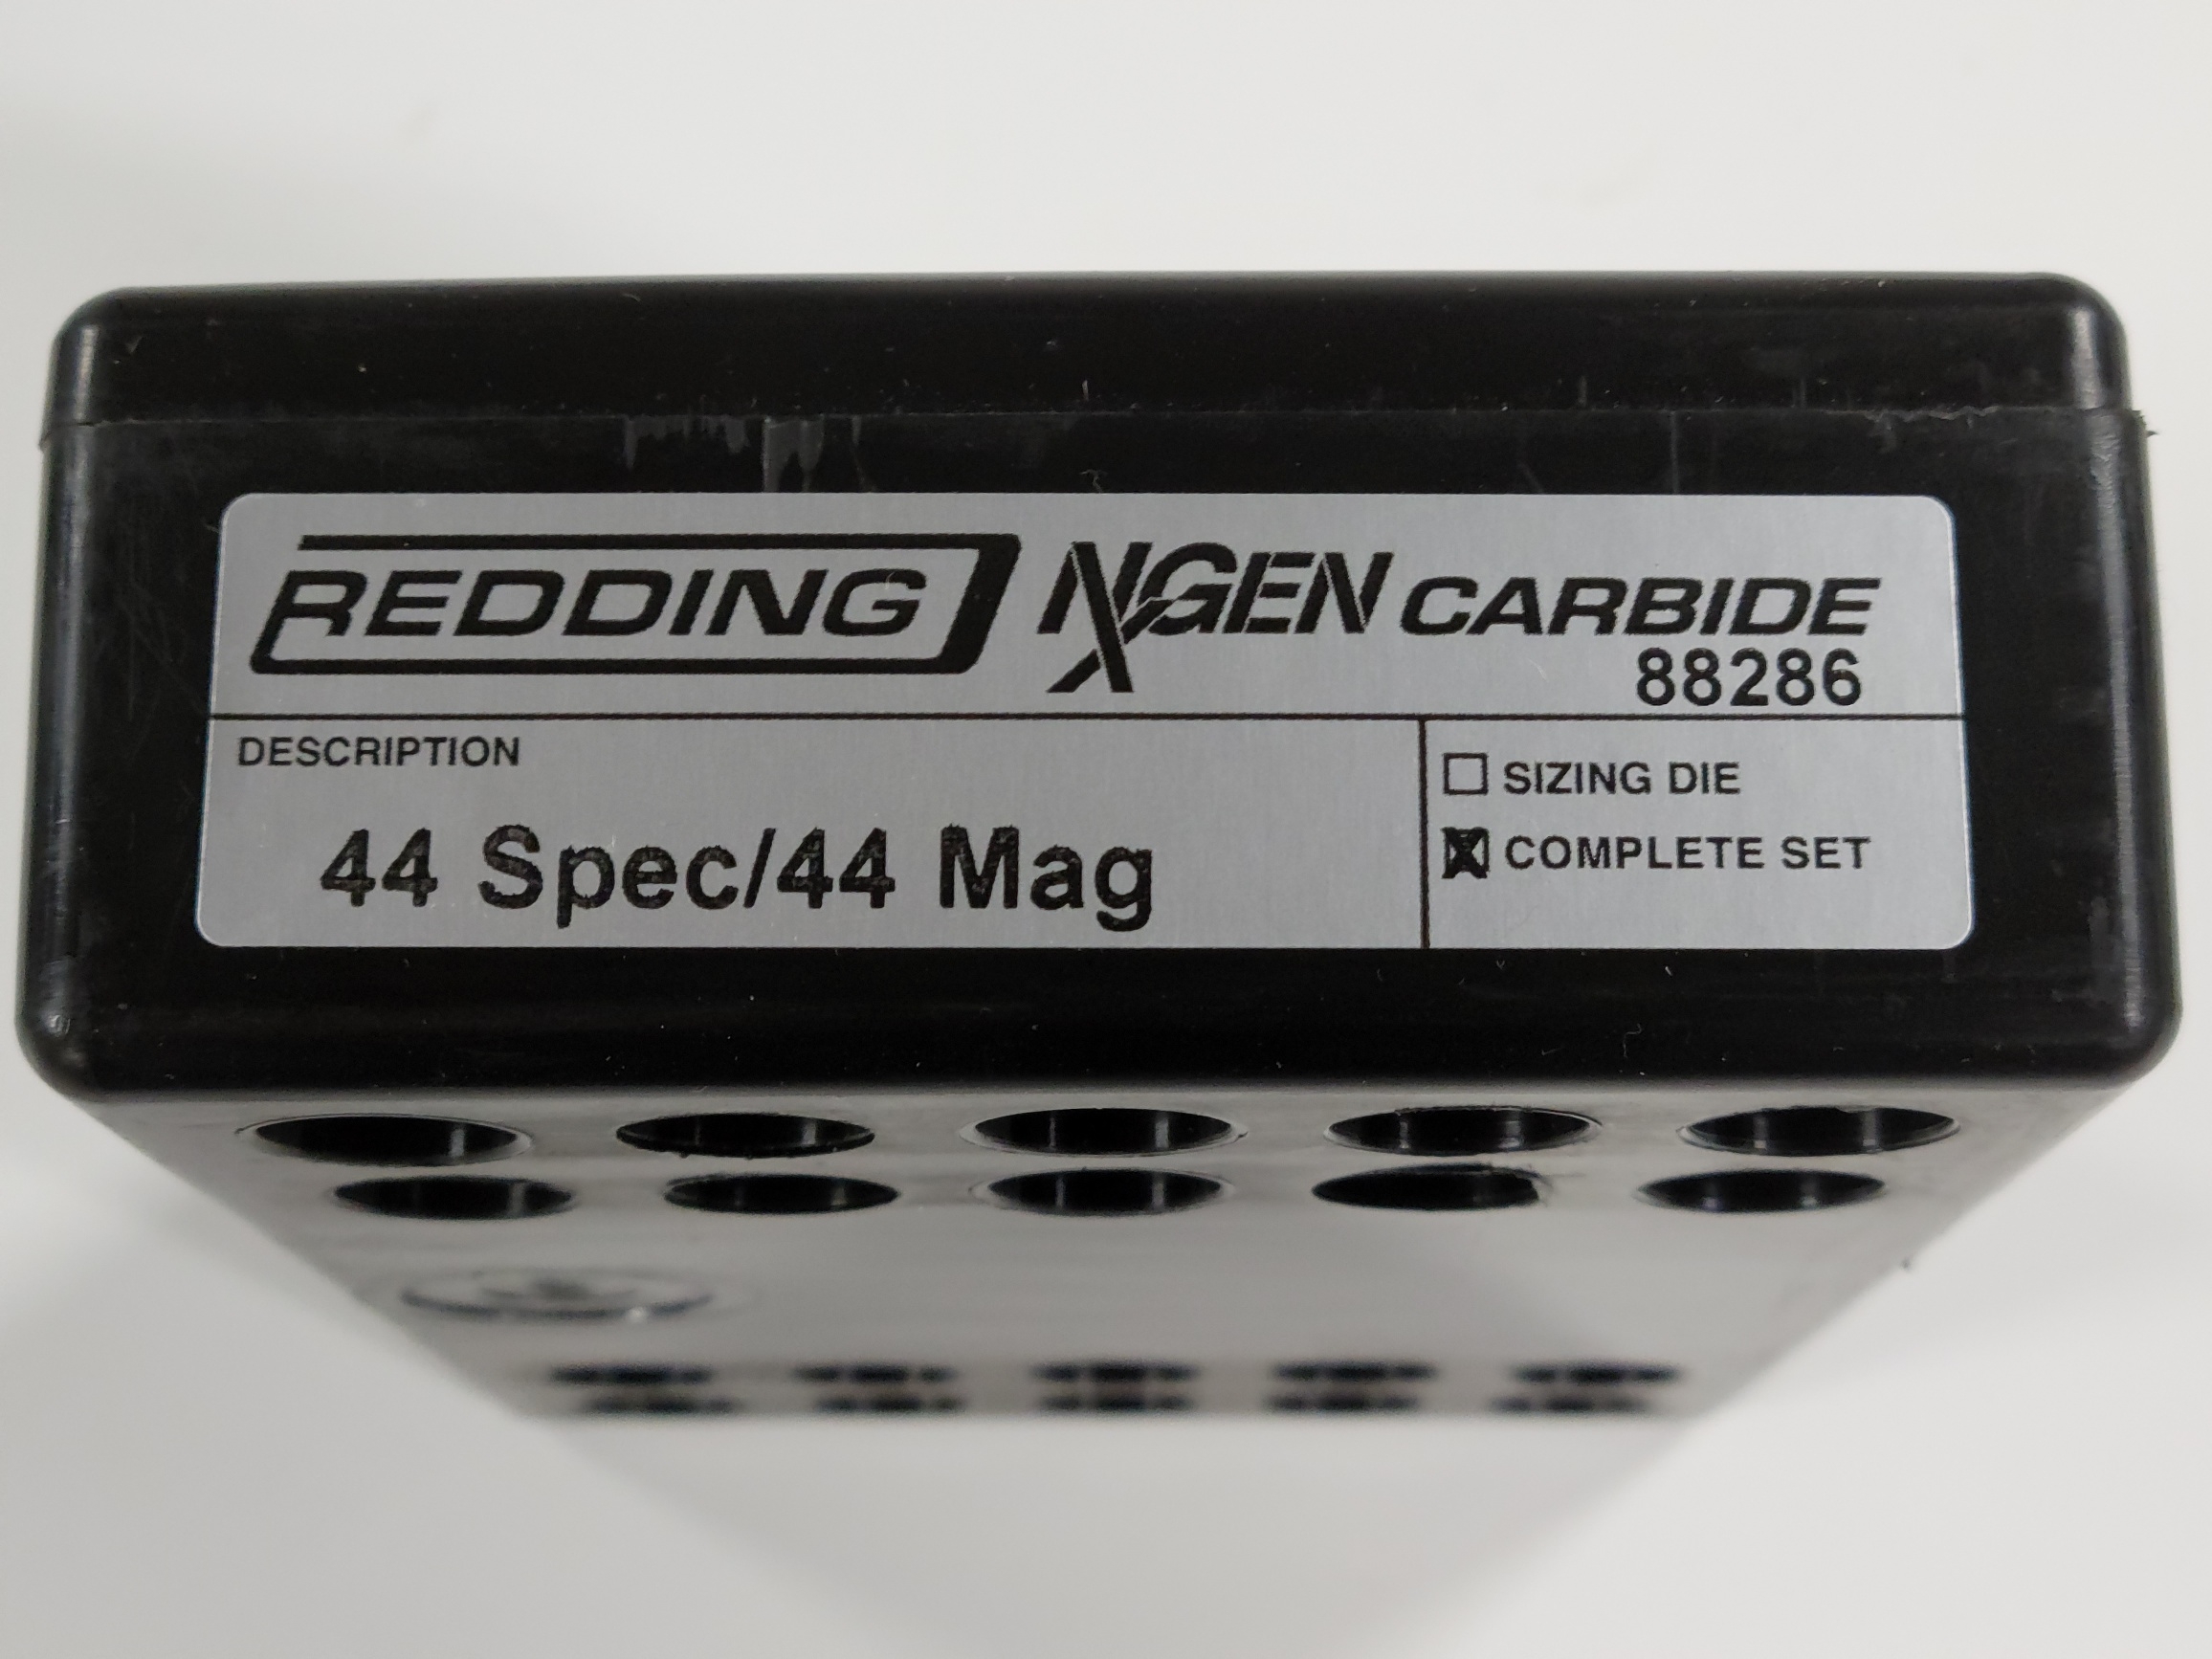 REDDING NXGEN CARBIDE
88286
DESCRIPTION
44 Spec/44 Mag
☐ SIZING DIE
☒ COMPLETE SET